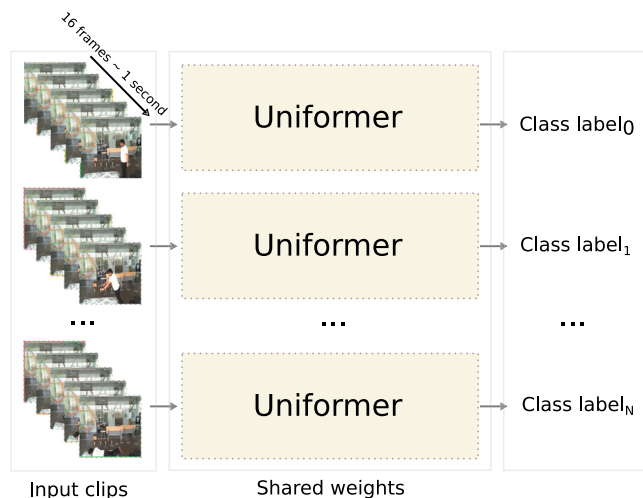 16 frames ~ 1 second
Uniformer
Class label0
Uniformer
Class label1
...
...
...
Uniformer
Class labelN
Input clips
Shared weights